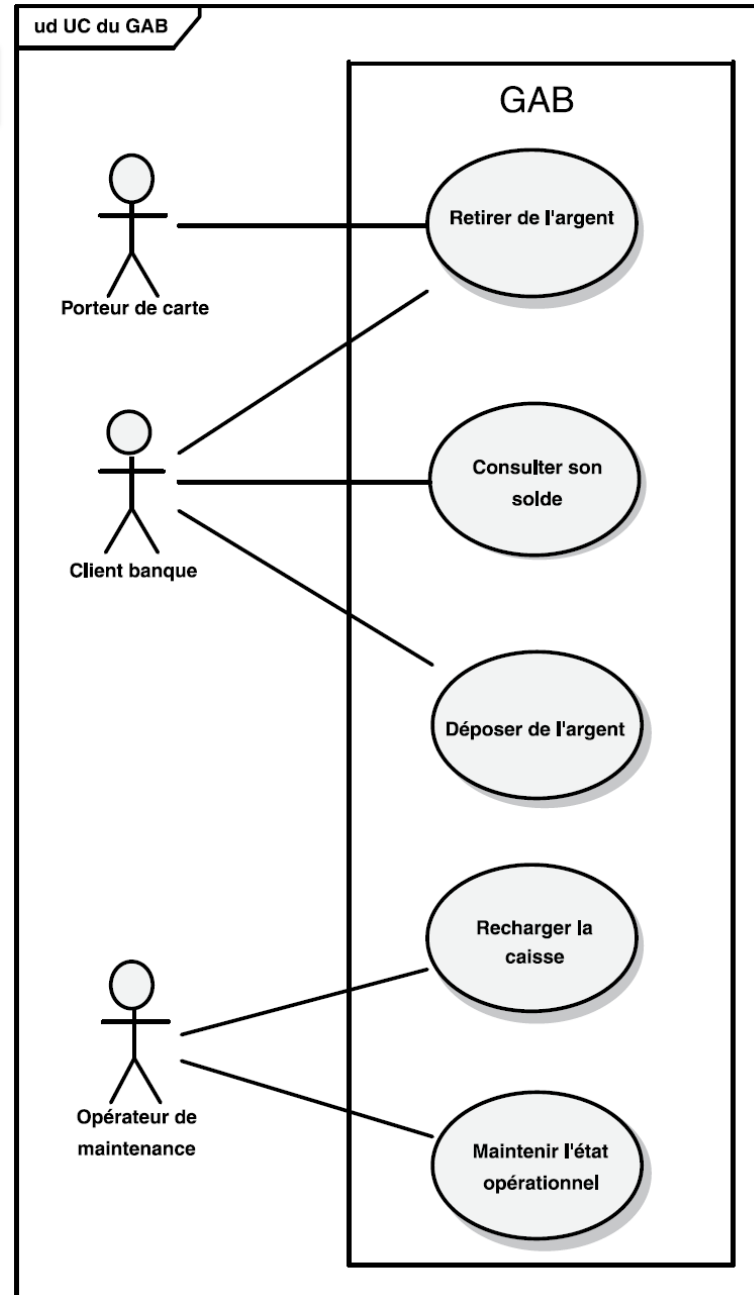 ud UC du GAB
GAB
Retirer de l'argent
Porteur de carte
Consulter son
solde
Client banque
Déposer de l'argent
Recharger la
caisse
Opérateur de
maintenance
Maintenir l'état
opérationnel